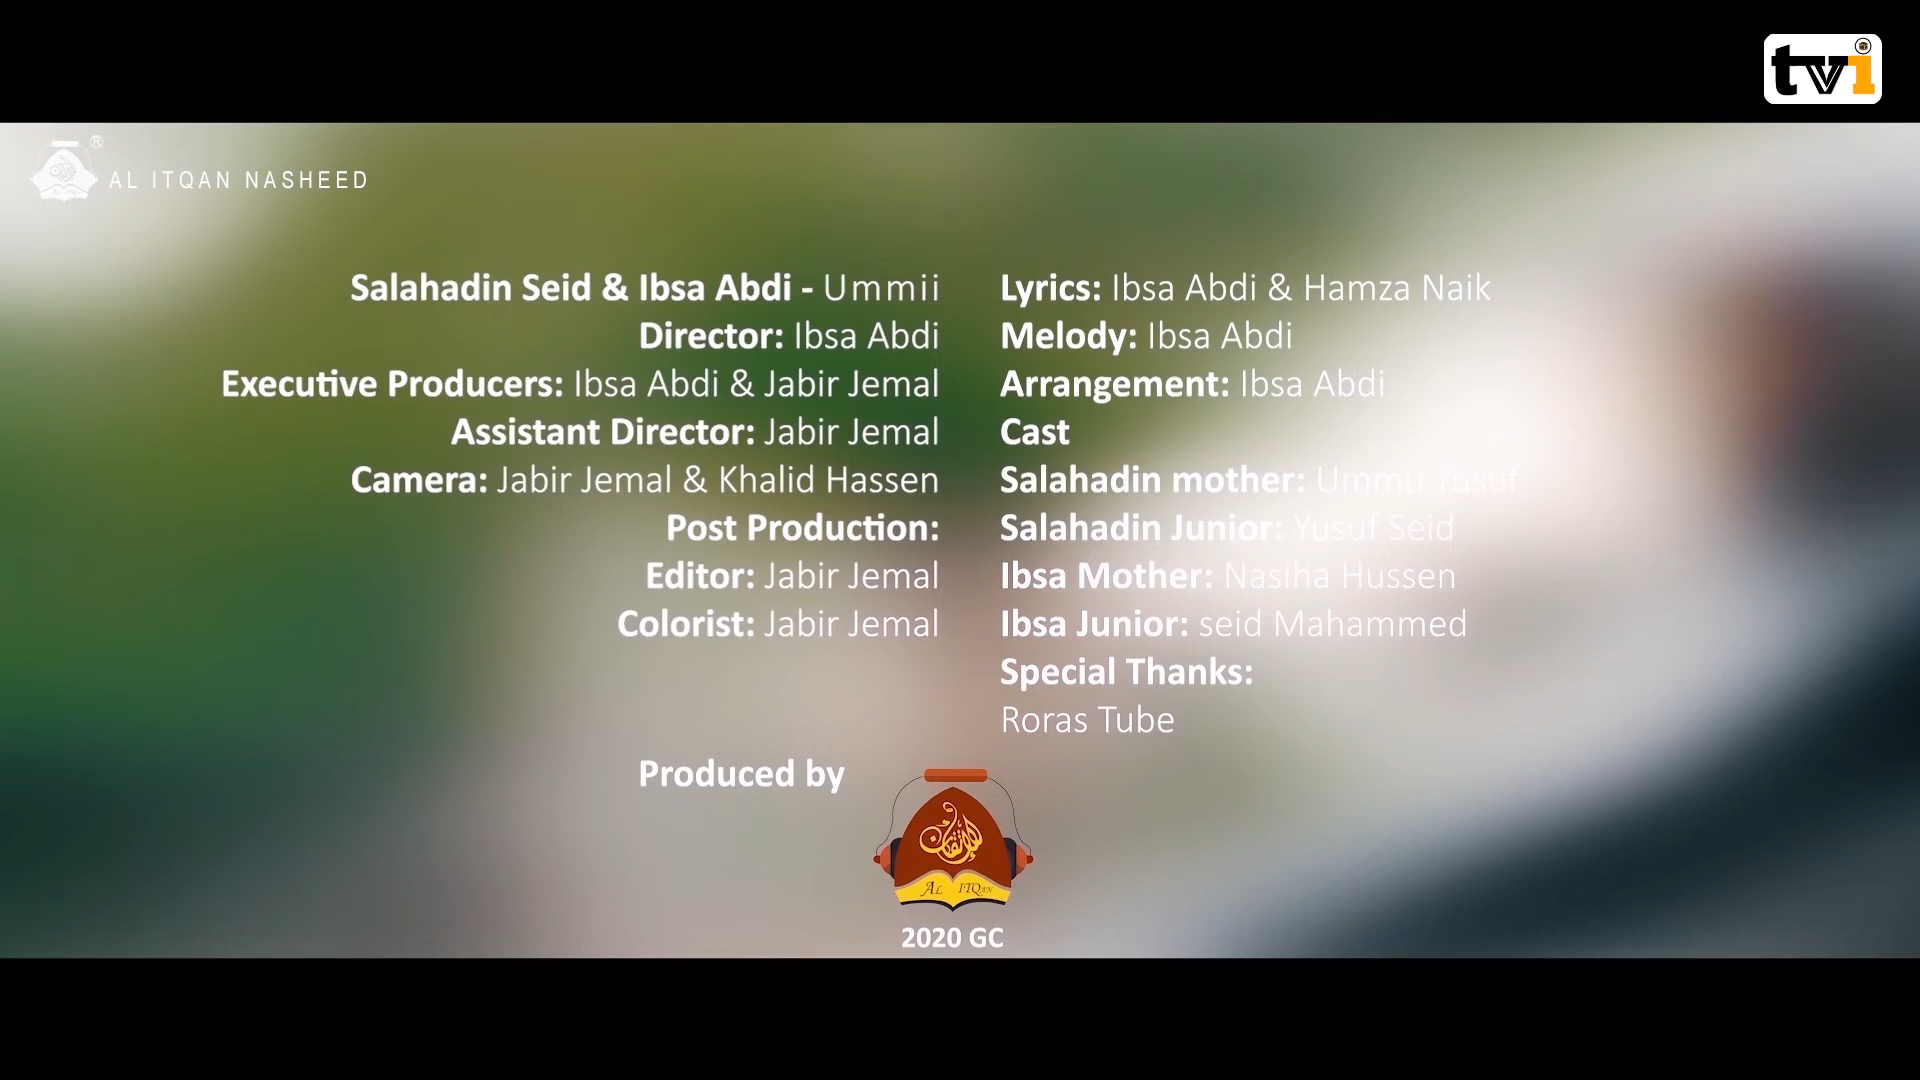 tvi
AL ITQAN NASHEED
®
Salahadin Seid & Ibsa Abdi - Ummii
Director: Ibsa Abdi
Executive Producers: Ibsa Abdi & Jabir Jemal
Assistant Director: Jabir Jemal
Camera: Jabir Jemal & Khalid Hassen
Post Production:
Editor: Jabir Jemal
Colorist: Jabir Jemal
Lyrics: Ibsa Abdi & Hamza Naik
Melody: Ibsa Abdi
Arrangement: Ibsa Abdi
Cast
Salahadin mother: Ummu Yusuf
Salahadin Junior: Yusuf Seid
Ibsa Mother: Nasiha Hussen
Ibsa Junior: seid Mahammed
Special Thanks:
Roras Tube
Produced by
الإتقان
AL ITQAN
2020 GC